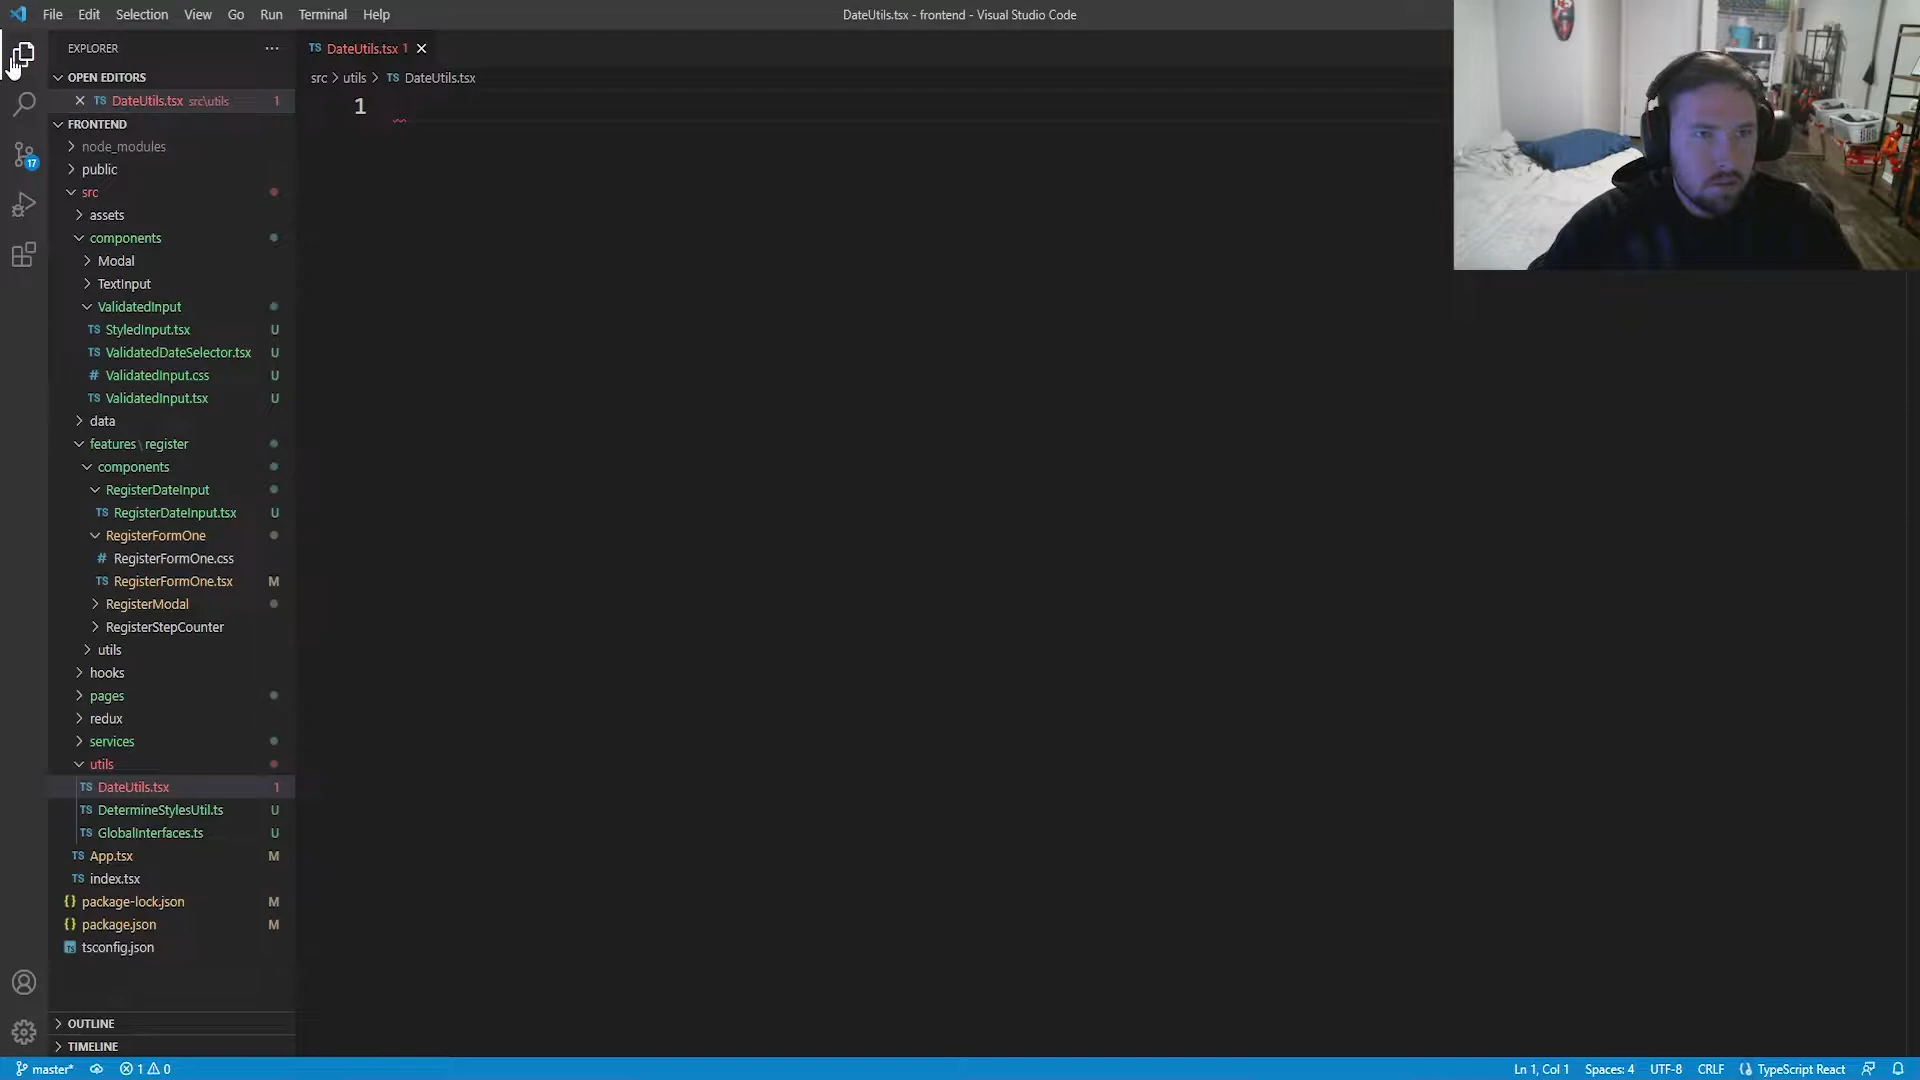 File Edit Selection View Go Run Terminal Help
DateUtils.tsx - frontend - Visual Studio Code
EXPLORER ...
OPEN EDITORS
TS DateUtils.tsx src\utils 1
FRONTEND
node_modules
public
src
assets
components
Modal
TextInput
ValidatedInput
TS StyledInput.tsx U
TS ValidatedDateSelector.tsx U
# ValidatedInput.css U
TS ValidatedInput.tsx U
data
features \ register
components
RegisterDateInput
TS RegisterDateInput.tsx U
RegisterFormOne
# RegisterFormOne.css
TS RegisterFormOne.tsx M
RegisterModal
RegisterStepCounter
utils
hooks
pages
redux
services
utils
TS DateUtils.tsx 1
TS DetermineStylesUtil.ts U
TS GlobalInterfaces.ts U
TS App.tsx M
TS index.tsx
{} package-lock.json M
{} package.json M
tsconfig.json
OUTLINE
TIMELINE
17
TS DateUtils.tsx 1
src > utils > TS DateUtils.tsx
1
master* 1 0
Ln 1, Col 1 Spaces: 4 UTF-8 CRLF {} TypeScript React